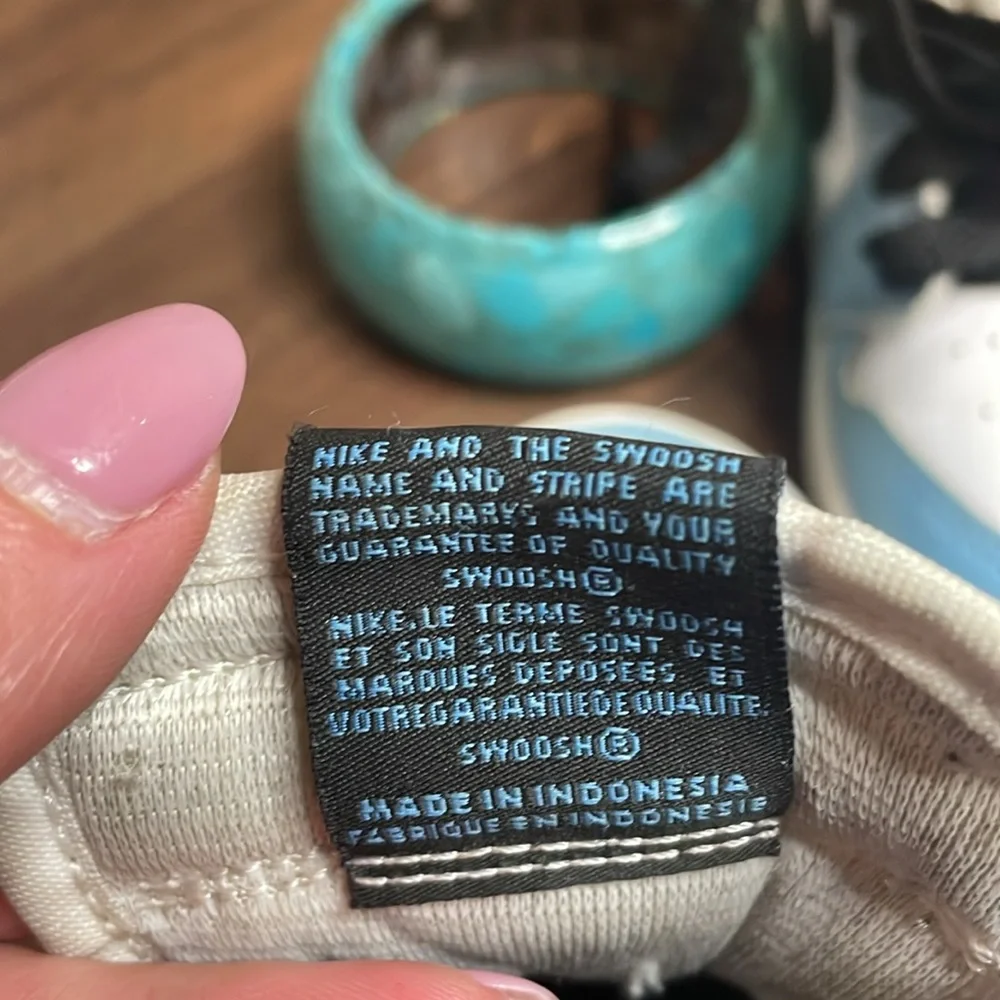 NIKE AND THE SWOOSH
NAME AND STRIPE ARE
TRADEMARKS AND YOUR
GUARANTEE OF QUALITY
SWOOSH®
NIKE,LE TERME SWOOSH
ET SON SIGLE SONT DES
MARQUES DEPOSEES ET
VOTREGARANTIEDEQUALITE.
SWOOSH®
MADE IN INDONESIA
FABRIQUE EN INDONESIE